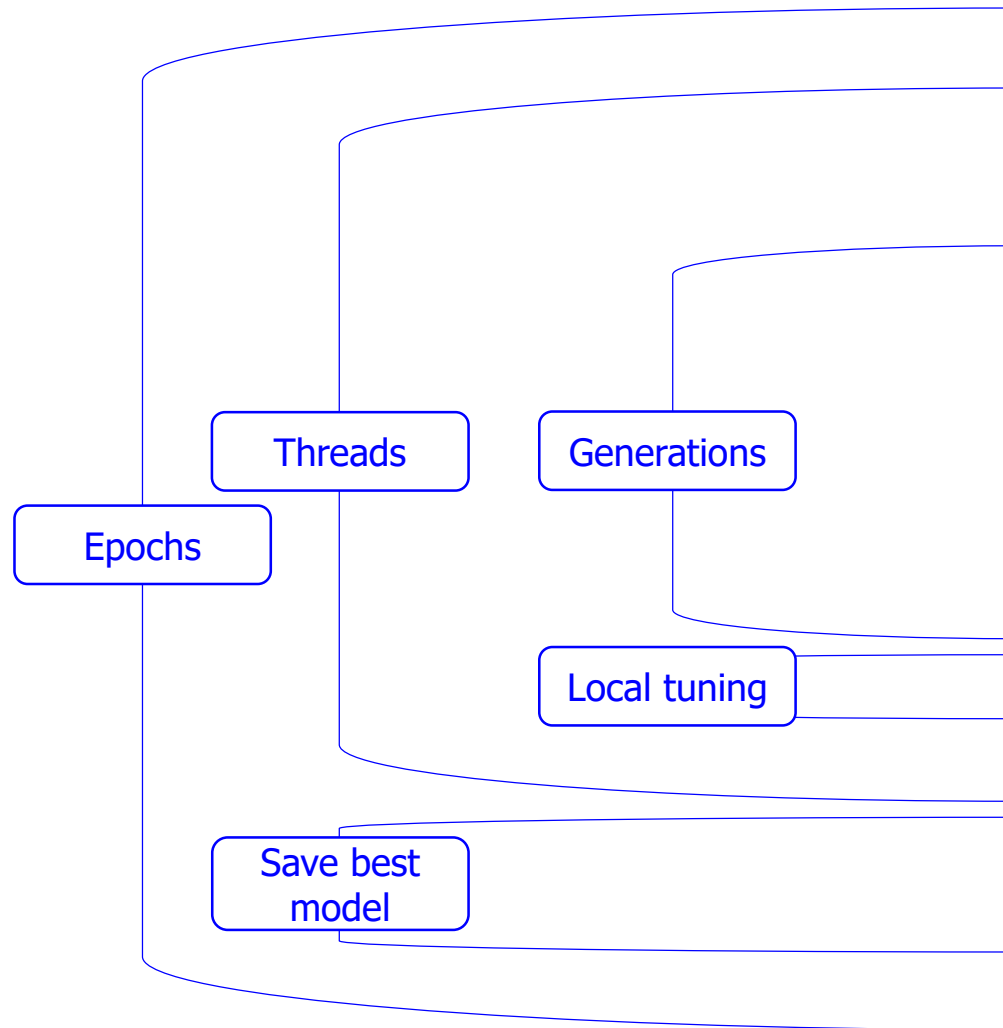 Threads
Generations
Epochs
Local tuning
Save best
model